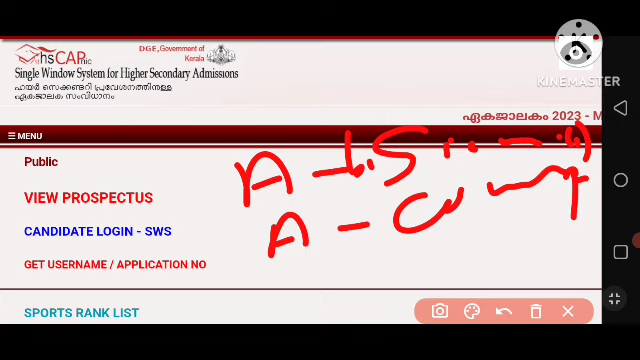 hsCAPnic
DGE, Government of
Kerala
Single Window System for Higher Secondary Admissions
ഹയർ സെക്കണ്ടറി പ്രവേശനത്തിനുള്ള
ഏകജാലക സംവിധാനം
KINEMASTER
ഏകജാലകം 2023 - M
☰ MENU
Public
VIEW PROSPECTUS
CANDIDATE LOGIN - SWS
GET USERNAME / APPLICATION NO
SPORTS RANK LIST
A -
A -